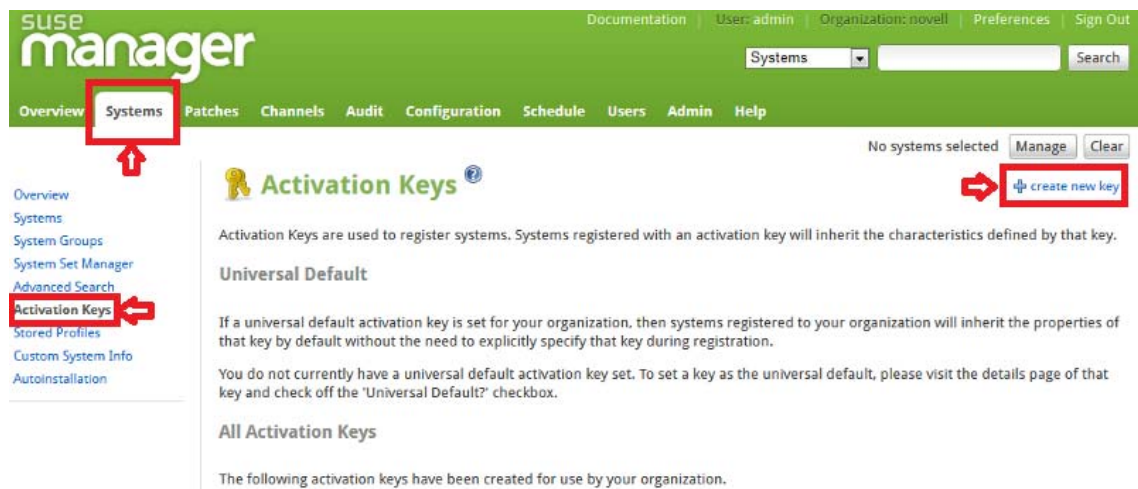 suse
manager
Documentation | User: admin | Organization: novell | Preferences | Sign Out
Systems Search
Overview Systems Patches Channels Audit Configuration Schedule Users Admin Help
No systems selected Manage Clear
Overview
Systems
System Groups
System Set Manager
Advanced Search
Activation Keys
Stored Profiles
Custom System Info
Autoinstallation
Activation Keys ?
create new key
Activation Keys are used to register systems. Systems registered with an activation key will inherit the characteristics defined by that key.
Universal Default
If a universal default activation key is set for your organization, then systems registered to your organization will inherit the properties of
that key by default without the need to explicitly specify that key during registration.
You do not currently have a universal default activation key set. To set a key as the universal default, please visit the details page of that
key and check off the 'Universal Default?' checkbox.
All Activation Keys
The following activation keys have been created for use by your organization.